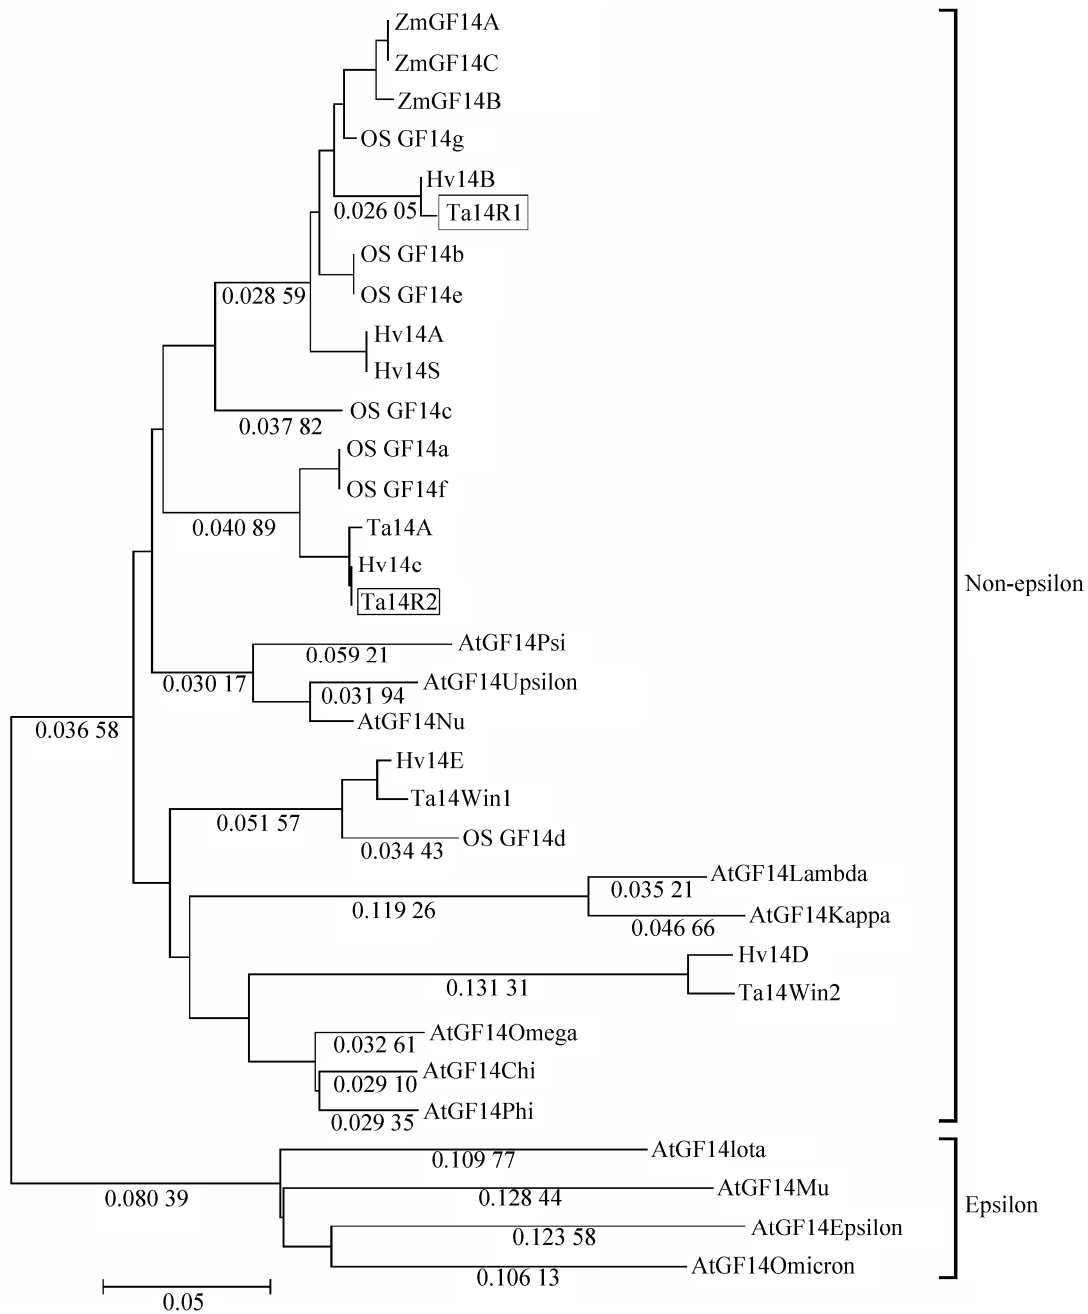 ZmGF14A
ZmGF14C
ZmGF14B
OS GF14g
Hv14B
0.026 05
Ta14R1
OS GF14b
0.028 59
OS GF14e
Hv14A
Hv14S
OS GF14c
0.037 82
OS GF14a
OS GF14f
0.040 89
Ta14A
Hv14c
Non-epsilon
Ta14R2
AtGF14Psi
0.059 21
0.030 17
AtGF14Upsilon
0.031 94
AtGF14Nu
0.036 58
Hv14E
Ta14Win1
0.051 57
OS GF14d
0.034 43
AtGF14Lambda
0.035 21
0.119 26
AtGF14Kappa
0.046 66
Hv14D
0.131 31
Ta14Win2
AtGF14Omega
0.032 61
AtGF14Chi
0.029 10
AtGF14Phi
0.029 35
AtGF14lota
0.109 77
AtGF14Mu
0.080 39
0.128 44
Epsilon
AtGF14Epsilon
0.123 58
AtGF14Omicron
0.106 13
0.05